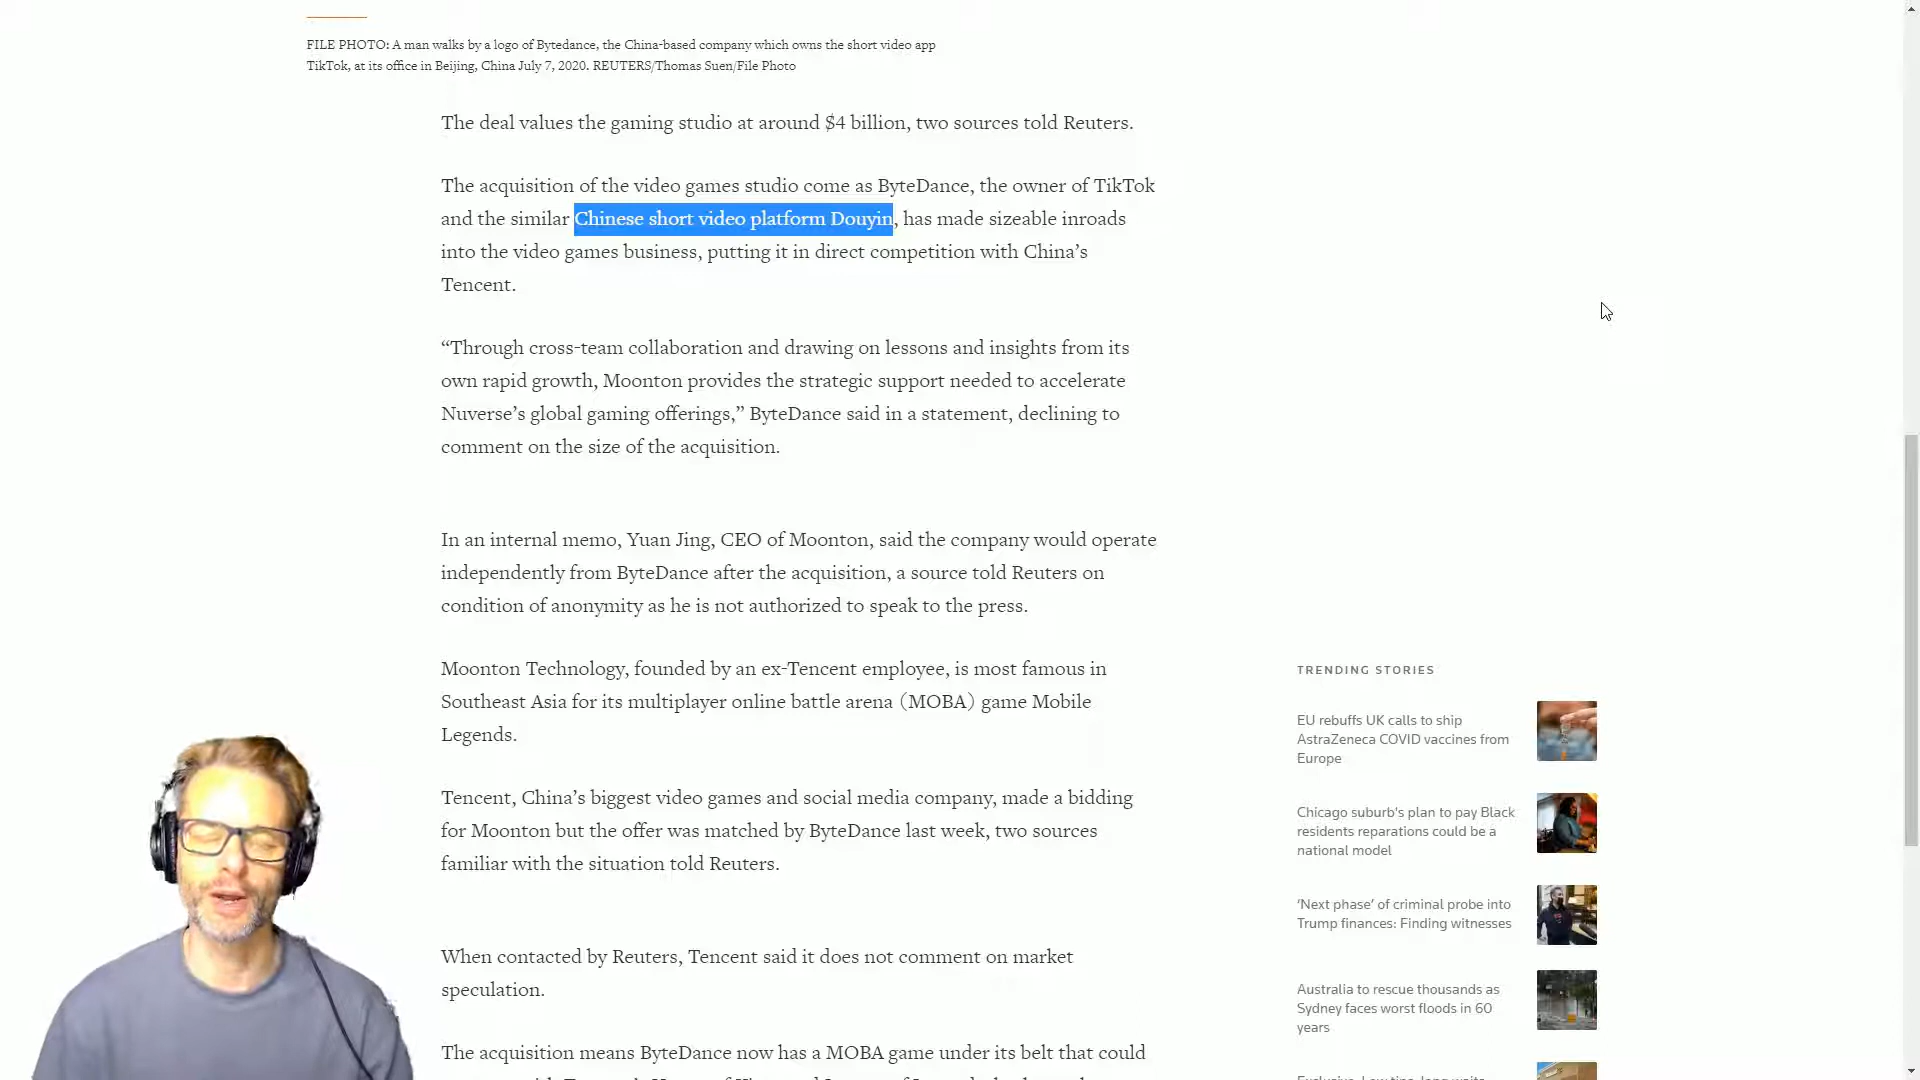 FILE PHOTO: A man walks by a logo of Bytedance, the China-based company which owns the short video app
TikTok, at its office in Beijing, China July 7, 2020. REUTERS/Thomas Suen/File Photo
The deal values the gaming studio at around $4 billion, two sources told Reuters.
The acquisition of the video games studio come as ByteDance, the owner of TikTok
and the similar Chinese short video platform Douyin, has made sizeable inroads
into the video games business, putting it in direct competition with China’s
Tencent.
“Through cross-team collaboration and drawing on lessons and insights from its
own rapid growth, Moonton provides the strategic support needed to accelerate
Nuverse’s global gaming offerings,” ByteDance said in a statement, declining to
comment on the size of the acquisition.
In an internal memo, Yuan Jing, CEO of Moonton, said the company would operate
independently from ByteDance after the acquisition, a source told Reuters on
condition of anonymity as he is not authorized to speak to the press.
Moonton Technology, founded by an ex-Tencent employee, is most famous in
Southeast Asia for its multiplayer online battle arena (MOBA) game Mobile
Legends.
Tencent, China’s biggest video games and social media company, made a bidding
for Moonton but the offer was matched by ByteDance last week, two sources
familiar with the situation told Reuters.
When contacted by Reuters, Tencent said it does not comment on market
speculation.
The acquisition means ByteDance now has a MOBA game under its belt that could
TRENDING STORIES
EU rebuffs UK calls to ship
AstraZeneca COVID vaccines from
Europe
Chicago suburb's plan to pay Black
residents reparations could be a
national model
‘Next phase’ of criminal probe into
Trump finances: Finding witnesses
Australia to rescue thousands as
Sydney faces worst floods in 60
years